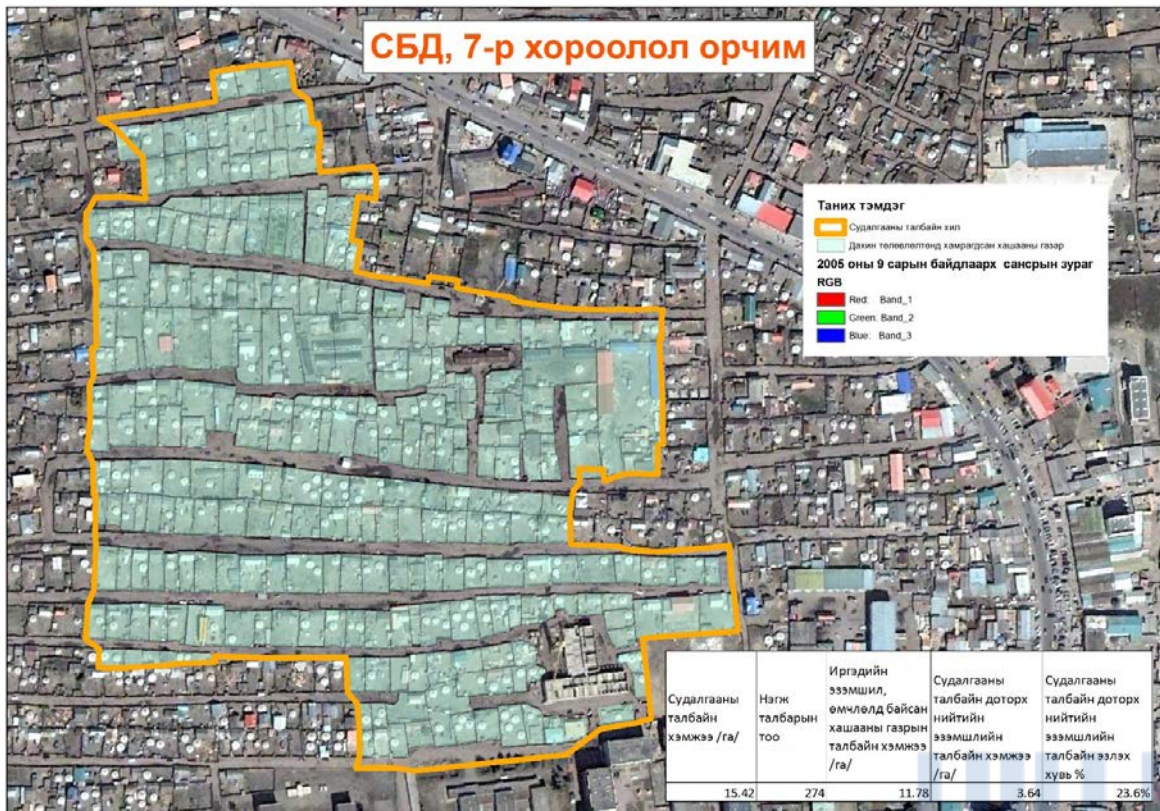 СБД, 7-р хороолол орчим
Таних тэмдэг
Судалгааны талбайн хил
Дахин төлөвлөлтөнд хамрагдсан хашааны газар
2005 оны 9 сарын байдлаарх сансрын зураг
RGB
Red: Band_1
Green: Band_2
Blue: Band_3
Судалгааны
талбайн
хэмжээ /га/
Нэгж
талбарын
тоо
Иргэдийн
эзэмшил,
өмчлөлд байсан
хашааны газрын
талбайн хэмжээ
/га/
Судалгааны
талбайн доторх
нийтийн
эзэмшлийн
талбайн хэмжээ
/га/
Судалгааны
талбайн доторх
нийтийн
эзэмшлийн
талбайн эзлэх
хувь %
15.42 274 11.78 3.64 23.6%